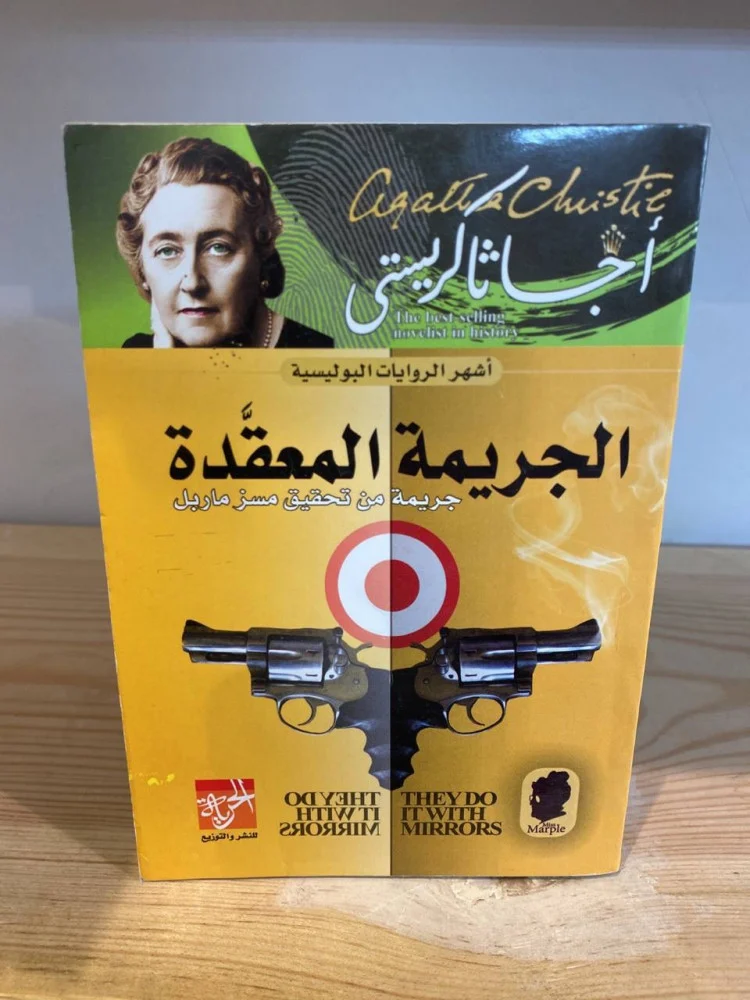 Agatha Christie
أجاثا كريستي
The best-selling
novelist in history
أشهر الروايات البوليسية
الجريمة المعقَّدة
جريمة من تحقيق مسز ماربل
THEY DO
IT WITH
MIRRORS
THEY DO
IT WITH
MIRRORS
Miss
Marple
الحرية
للنشر والتوزيع